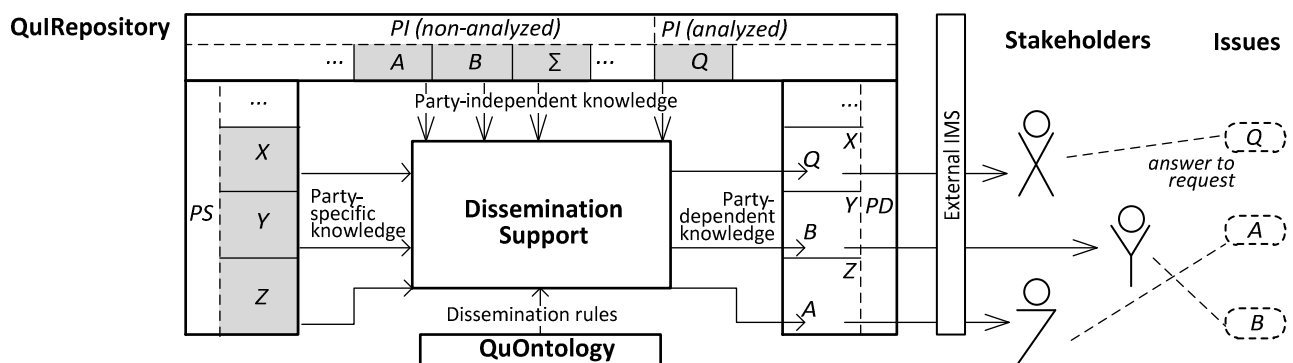 QuIRepository
PI (non-analyzed)
PI (analyzed)
... A B Σ ... Q
Party-independent knowledge
PS
...
X
Y
Z
Party-
specific
knowledge
Dissemination
Support
Dissemination rules
QuOntology
Party-
dependent
knowledge
...
X
Q
Y
B
Z
A
PD
External IMS
Stakeholders
Issues
Q
answer to
request
A
B